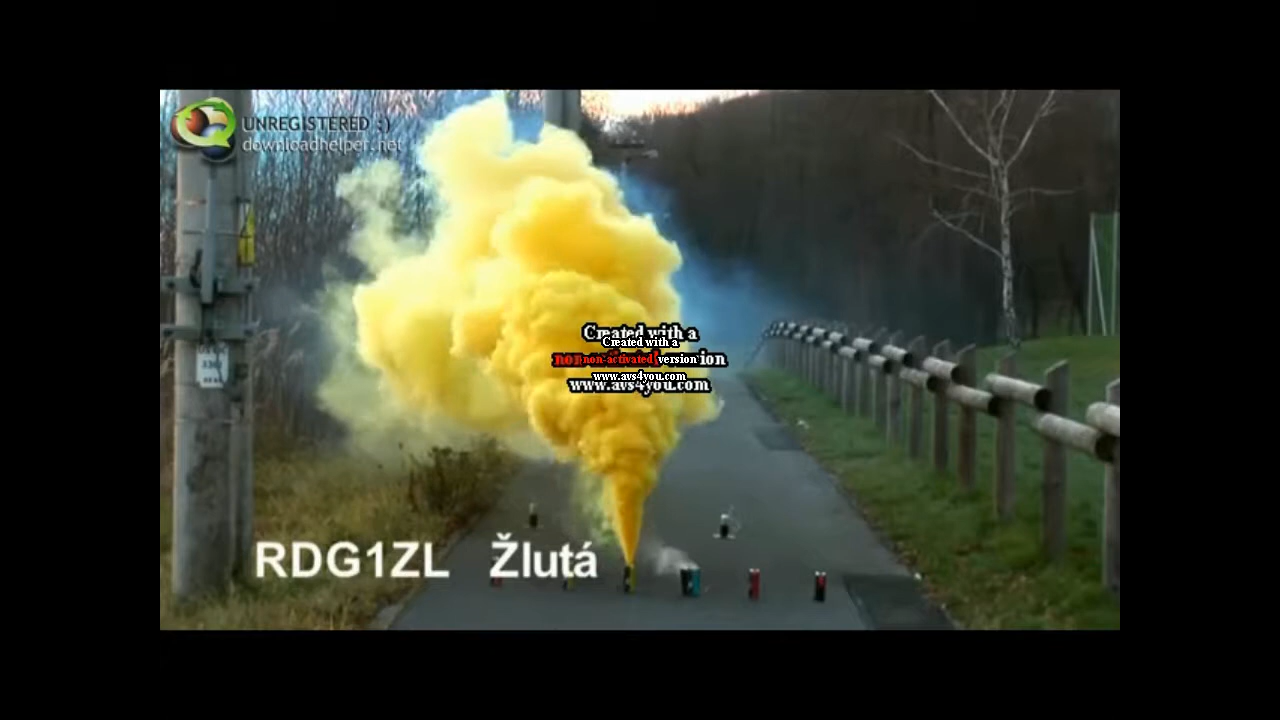 UNREGISTERED :)
downloadhelper.net
Created with a
Created with a
non-activated version
www.avs4you.com
www.avs4you.com
RDG1ZL Žlutá